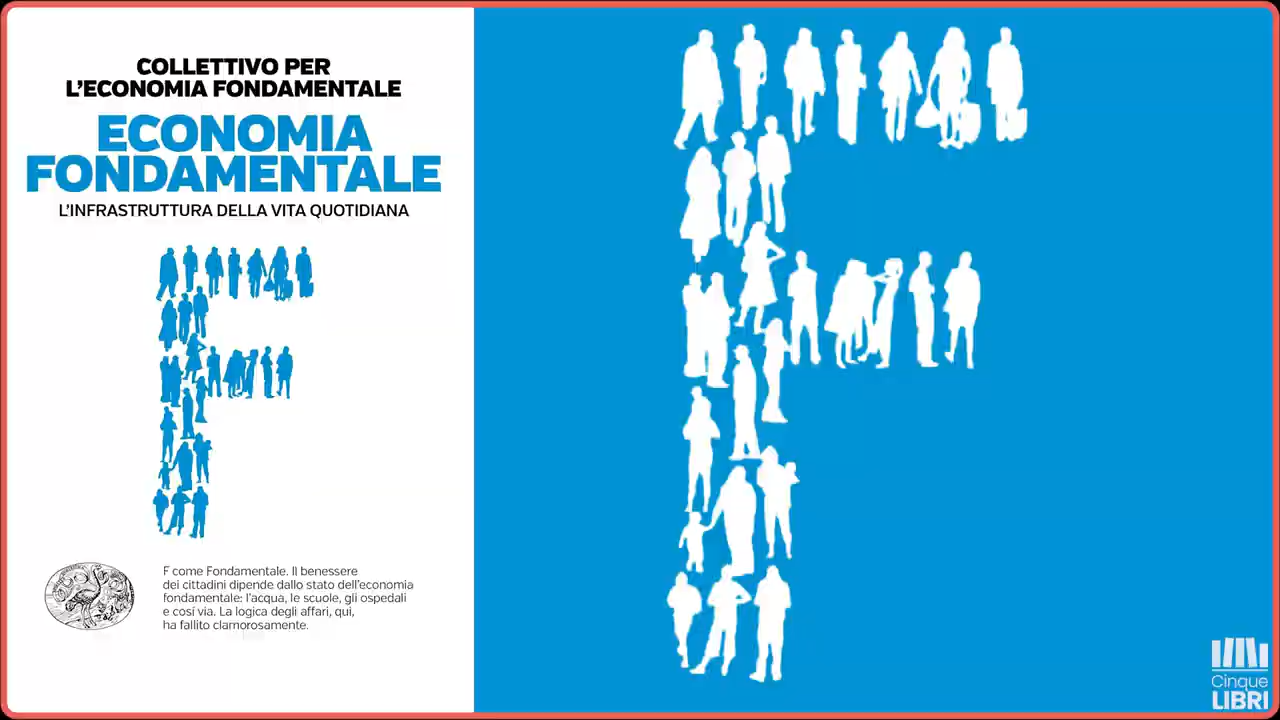 COLLETTIVO PER
L'ECONOMIA FONDAMENTALE
ECONOMIA
FONDAMENTALE
L'INFRASTRUTTURA DELLA VITA QUOTIDIANA
F come Fondamentale. Il benessere
dei cittadini dipende dallo stato dell'economia
fondamentale: l'acqua, le scuole, gli ospedali
e cosí via. La logica degli affari, qui,
ha fallito clamorosamente.
Cinque
LIBRI